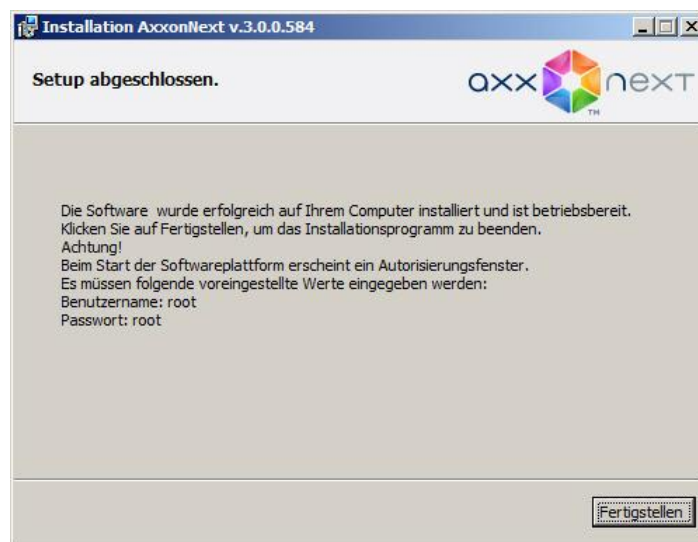 Installation AxxonNext v.3.0.0.584
Setup abgeschlossen.
axxonext
TM
Die Software wurde erfolgreich auf Ihrem Computer installiert und ist betriebsbereit.
Klicken Sie auf Fertigstellen, um das Installationsprogramm zu beenden.
Achtung!
Beim Start der Softwareplattform erscheint ein Autorisierungsfenster.
Es müssen folgende voreingestellte Werte eingegeben werden:
Benutzername: root
Passwort: root
Fertigstellen